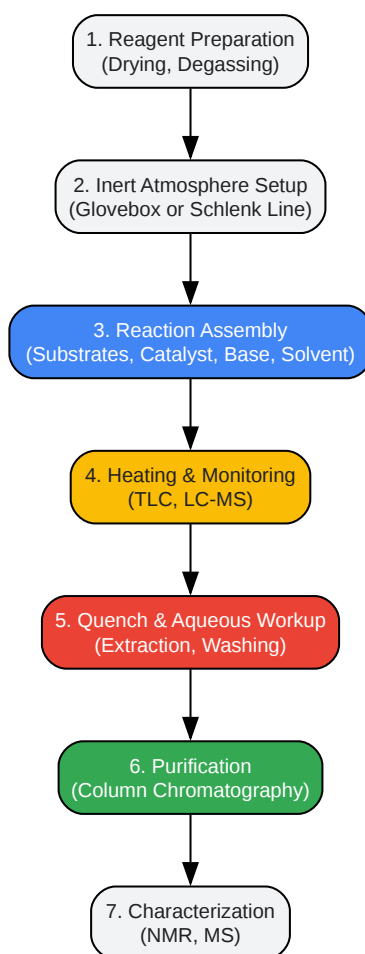 1. Reagent Preparation
(Drying, Degassing)
2. Inert Atmosphere Setup
(Glovebox or Schlenk Line)
3. Reaction Assembly
(Substrates, Catalyst, Base, Solvent)
4. Heating & Monitoring
(TLC, LC-MS)
5. Quench & Aqueous Workup
(Extraction, Washing)
6. Purification
(Column Chromatography)
7. Characterization
(NMR, MS)